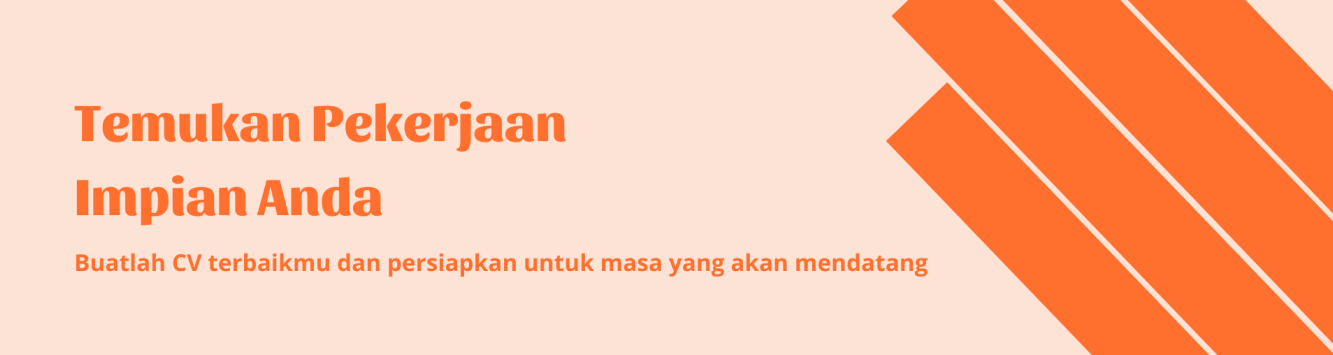 Temukan Pekerjaan
Impian Anda
Buatlah CV terbaikmu dan persiapkan untuk masa yang akan mendatang